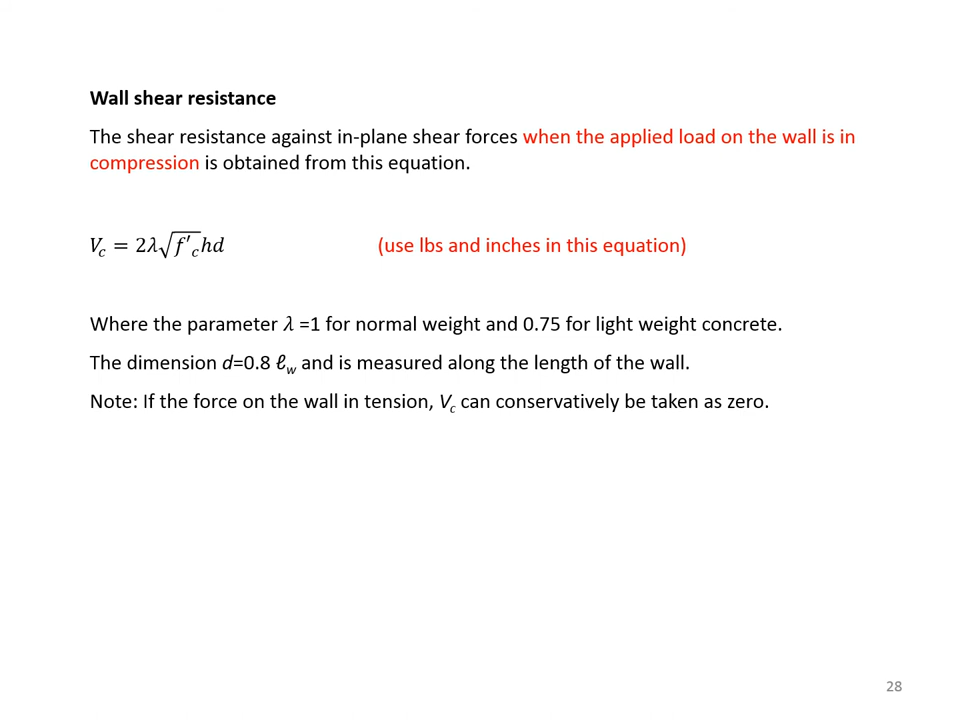 Wall shear resistance
The shear resistance against in-plane shear forces when the applied load on the wall is in
compression is obtained from this equation.
V_c = 2λ√f'_c hd (use lbs and inches in this equation)
Where the parameter λ =1 for normal weight and 0.75 for light weight concrete.
The dimension d=0.8 ℓ_w and is measured along the length of the wall.
Note: If the force on the wall in tension, V_c can conservatively be taken as zero.
28